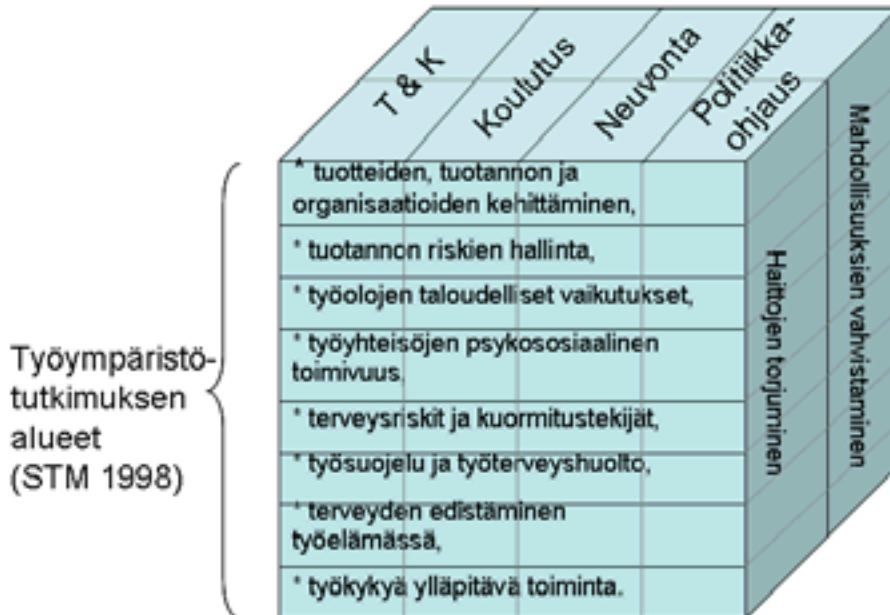 T & K
Koulutus
Neuvonta
Politiikka-
ohjaus
* tuotteiden, tuotannon ja
organisaatioiden kehittäminen,
* tuotannon riskien hallinta,
* työolojen taloudelliset vaikutukset,
* työyhteisöjen psykososiaalinen
toimivuus,
* terveysriskit ja kuormitustekijät,
* työsuojelu ja työterveyshuolto,
* terveyden edistäminen
työelämässä,
* työkykyä ylläpitävä toiminta.
Haittojen torjuminen
Mahdollisuuksien vahvistaminen
Työympäristö-
tutkimuksen
alueet
(STM 1998)